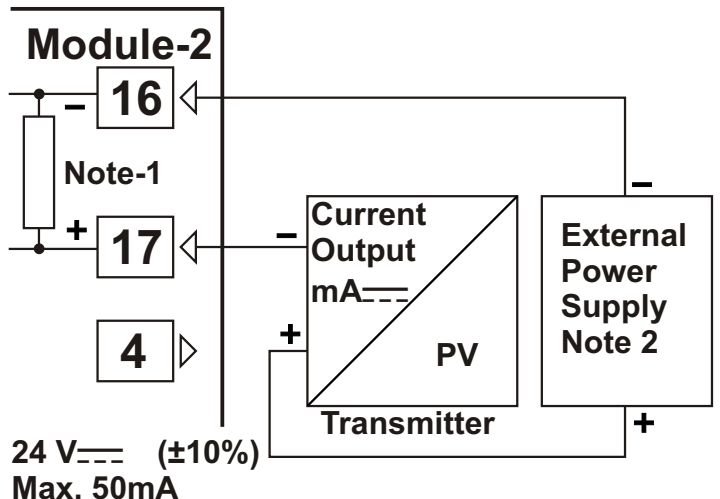 Module-2
16
–
Note-1
+
17
4
24 V⎓ (±10%)
Max. 50mA
–
Current
Output
mA⎓
+
PV
Transmitter
–
External
Power
Supply
Note 2
+